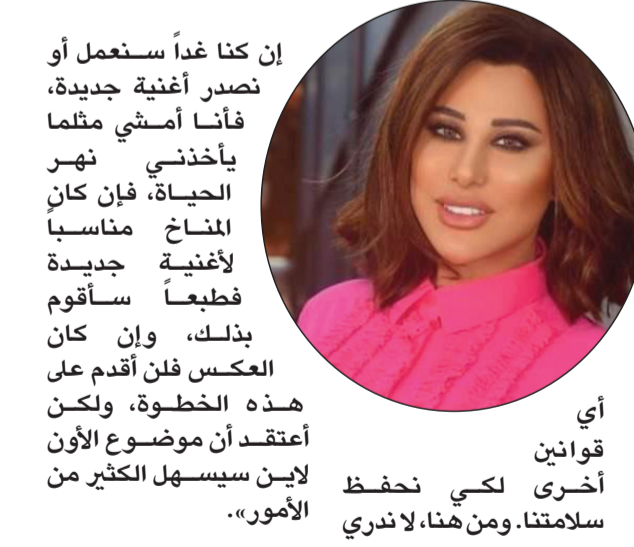 أي
قوانين
أخرى لكي نحفظ
سلامتنا. ومن هنا، لا ندري
إن كنا غداً سنعمل أو
نصدر أغنية جديدة،
فأنا أمشي مثلما
يأخذني نهر
الحياة، فإن كان
المناخ مناسباً
لأغنية جديدة
فطبعاً سأقوم
بذلك، وإن كان
العكس فلن أقدم على
هذه الخطوة، ولكن
أعتقد أن موضوع الأون
لاين سيسهل الكثير من
الأمور».